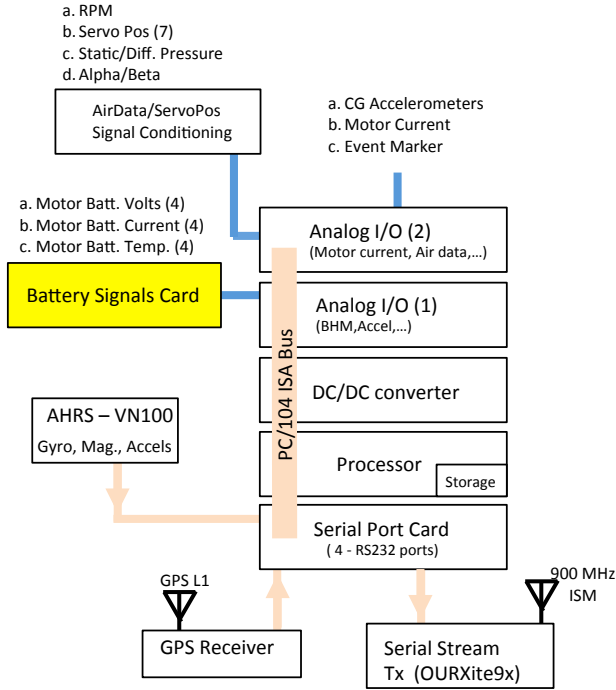 a. RPM
b. Servo Pos (7)
c. Static/Diff. Pressure
d. Alpha/Beta
AirData/ServoPos
Signal Conditioning
a. CG Accelerometers
b. Motor Current
c. Event Marker
a. Motor Batt. Volts (4)
b. Motor Batt. Current (4)
c. Motor Batt. Temp. (4)
Battery Signals Card
Analog I/O (2)
(Motor current, Air data,...)
Analog I/O (1)
(BHM,Accel,...)
PC/104 ISA Bus
DC/DC converter
AHRS – VN100
Gyro, Mag., Accels
Processor
Storage
Serial Port Card
( 4 - RS232 ports)
GPS L1
GPS Receiver
900 MHz
ISM
Serial Stream
Tx (OURXite9x)